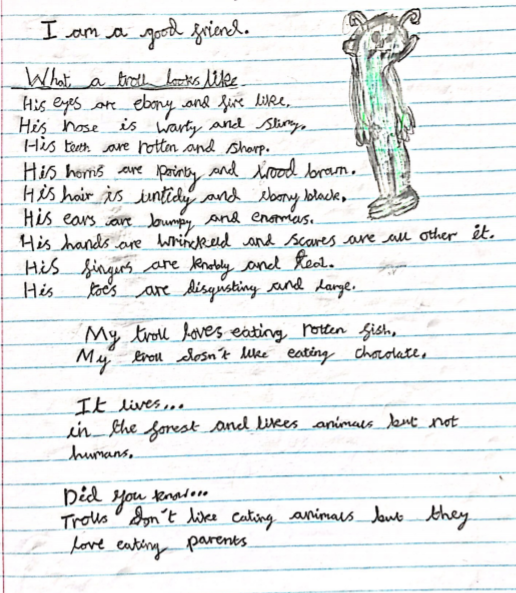 I am a good friend.
What a troll looks like
His eyes are ebony and fire like.
His nose is warty and slimy.
His teeth are rotten and sharp.
His horns are pointy and wood brown.
His hair is untidy and ebony black.
His ears are bumpy and enormas.
His hands are wrinckled and scares are all other it.
His fingers are knobly and
His toes are disgusting and large.
My troll loves eating rotten fish.
My troll dosn't like eating chocolate.
It lives...
in the forest and likes animals but not
humans.
Did you know...
Trolls don't like eating animals but they
love eating parents